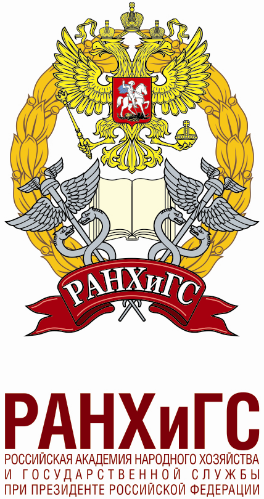 РАНХиГС
РАНХиГС
РОССИЙСКАЯ АКАДЕМИЯ НАРОДНОГО ХОЗЯЙСТВА
И ГОСУДАРСТВЕННОЙ СЛУЖБЫ
ПРИ ПРЕЗИДЕНТЕ РОССИЙСКОЙ ФЕДЕРАЦИИ